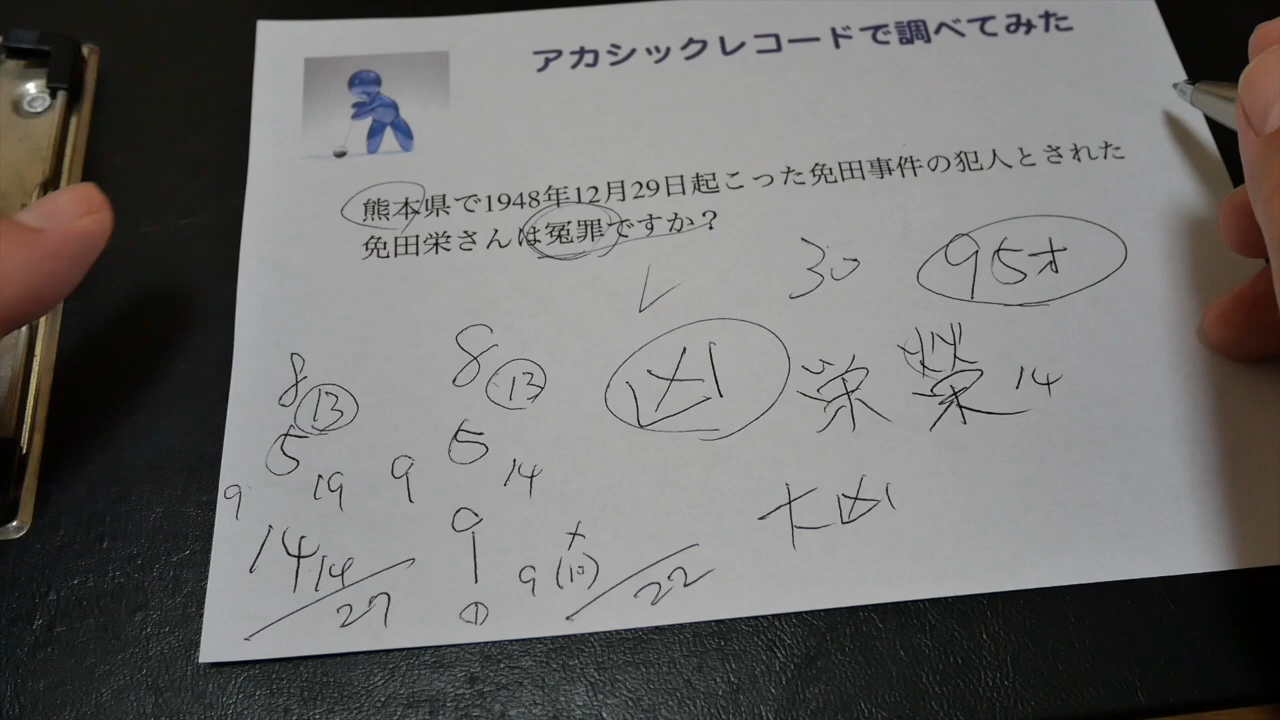 アカシックレコードで調べてみた
熊本県で1948年12月29日起こった免田事件の犯人とされた
免田栄さんは冤罪ですか?
30 95才
8 13 8 13 凶 栄 榮 14
5 19 9 5 14
9 大凶
14 14 9 9 (10)
27 1 22
①